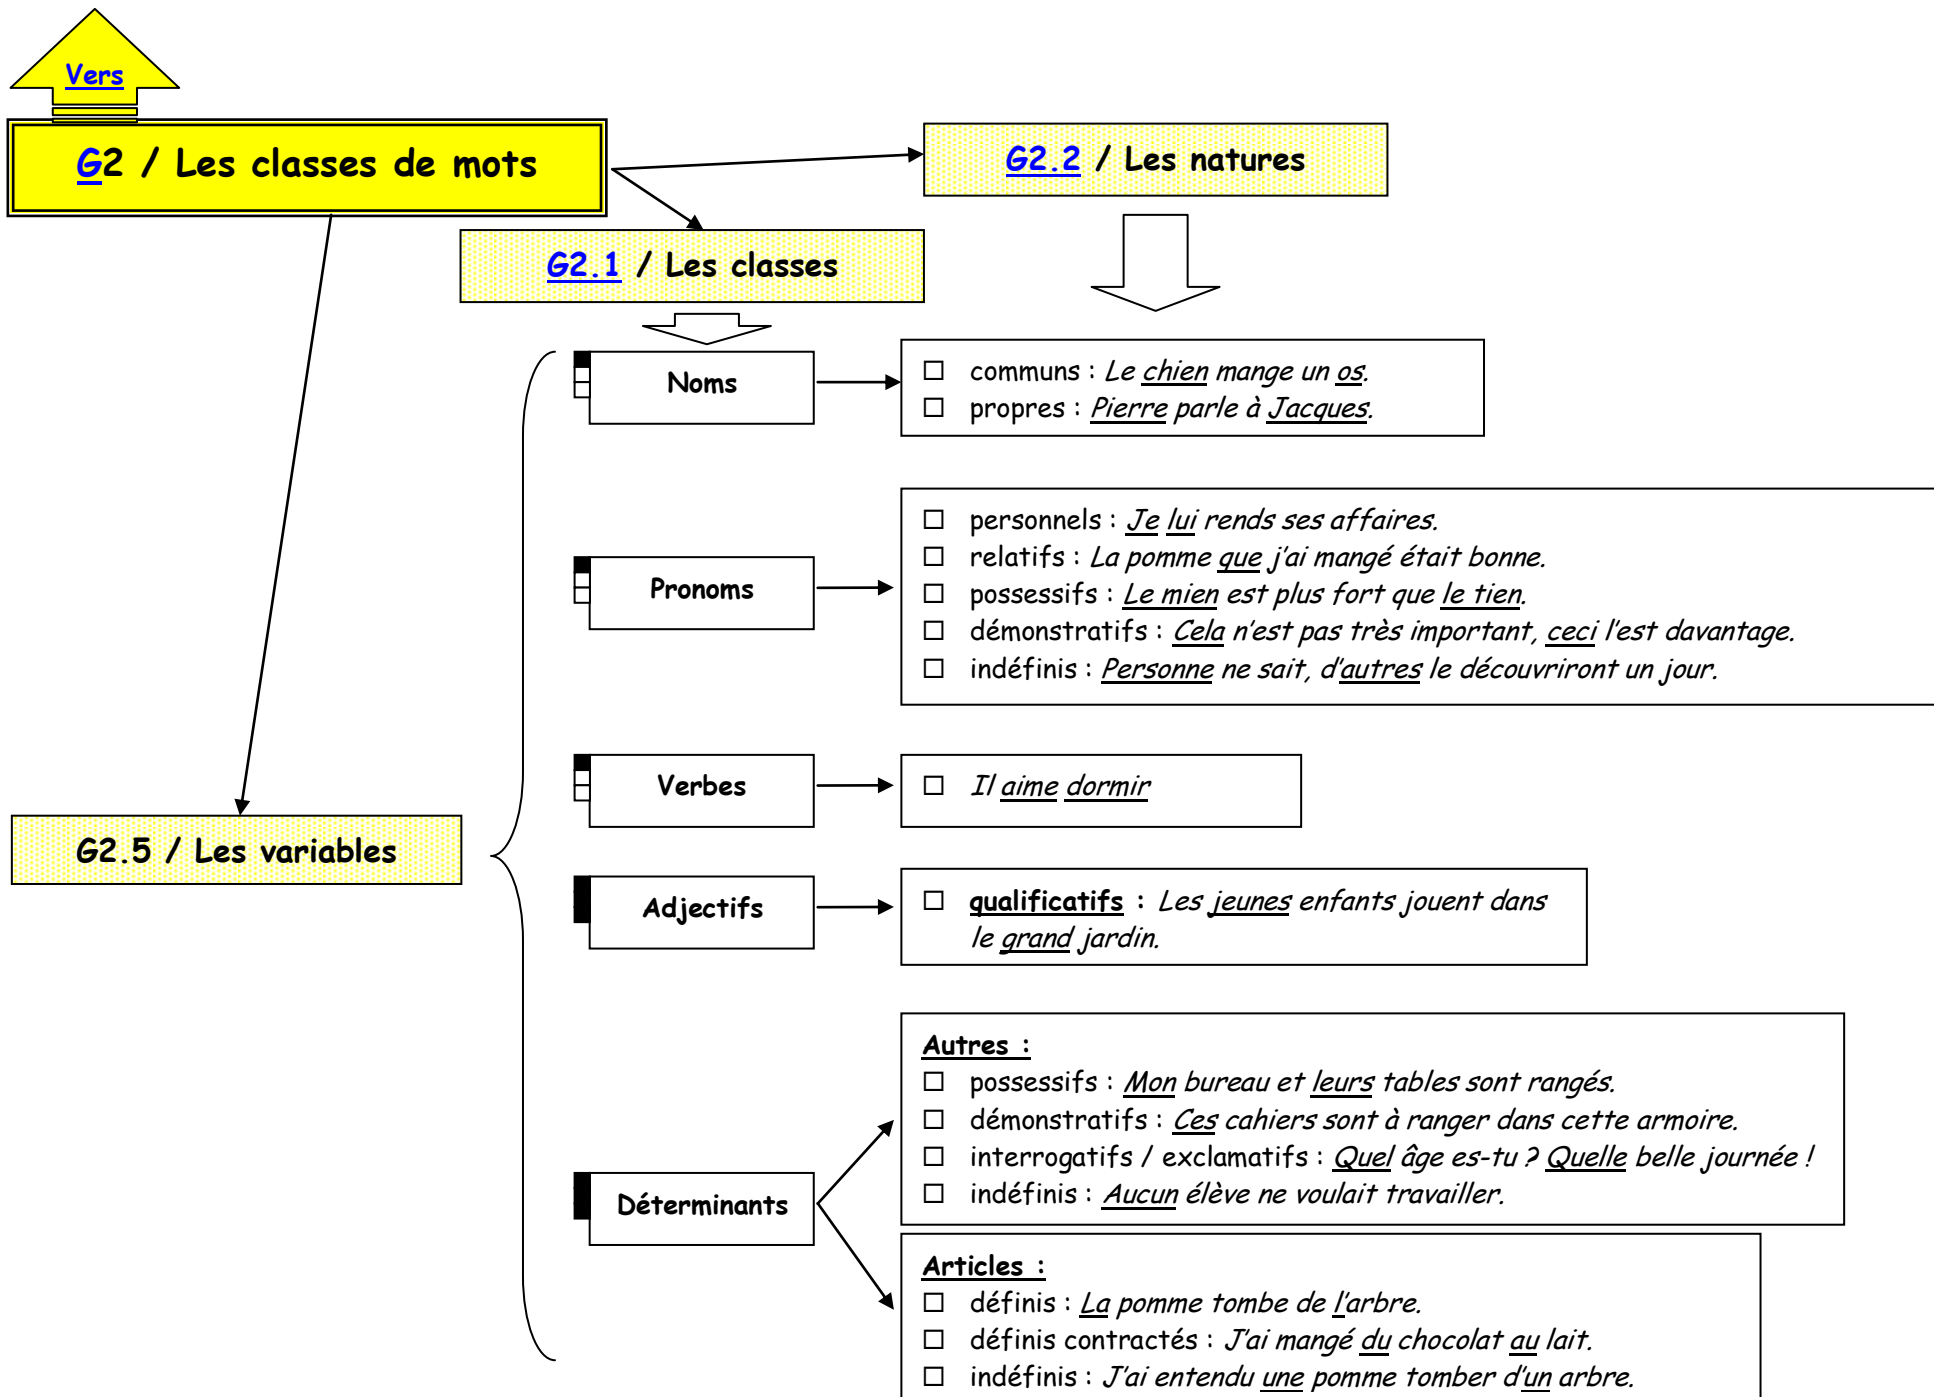 Vers
G2 / Les classes de mots
G2.2 / Les natures
G2.1 / Les classes
Noms
□ communs : Le chien mange un os.
□ propres : Pierre parle à Jacques.
Pronoms
□ personnels : Je lui rends ses affaires.
□ relatifs : La pomme que j'ai mangé était bonne.
□ possessifs : Le mien est plus fort que le tien.
□ démonstratifs : Cela n'est pas très important, ceci l'est davantage.
□ indéfinis : Personne ne sait, d'autres le découvriront un jour.
Verbes
□ Il aime dormir
G2.5 / Les variables
Adjectifs
□ qualificatifs : Les jeunes enfants jouent dans
le grand jardin.
Déterminants
Autres :
□ possessifs : Mon bureau et leurs tables sont rangés.
□ démonstratifs : Ces cahiers sont à ranger dans cette armoire.
□ interrogatifs / exclamatifs : Quel âge es-tu ? Quelle belle journée !
□ indéfinis : Aucun élève ne voulait travailler.
Articles :
□ définis : La pomme tombe de l'arbre.
□ définis contractés : J'ai mangé du chocolat au lait.
□ indéfinis : J'ai entendu une pomme tomber d'un arbre.